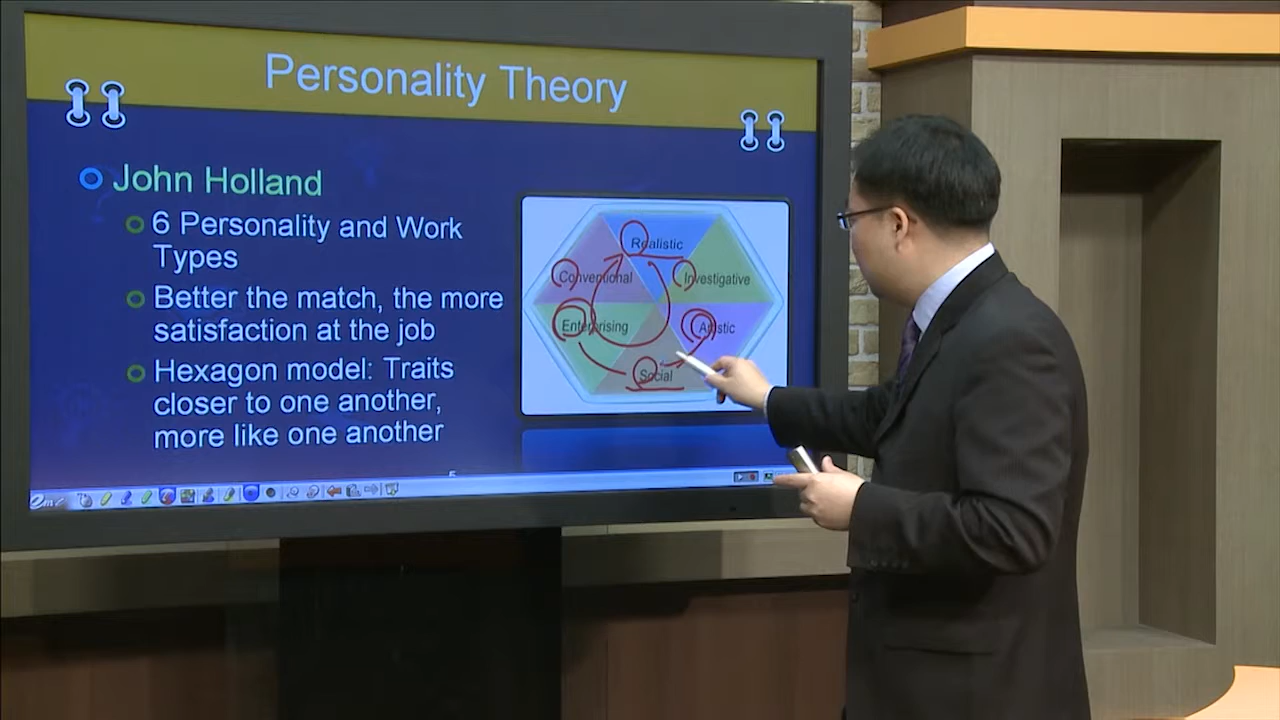 Personality Theory
John Holland
6 Personality and Work
Types
Better the match, the more
satisfaction at the job
Hexagon model: Traits
closer to one another,
more like one another
Realistic
Conventional
Investigative
Enterprising
Artistic
Social
5